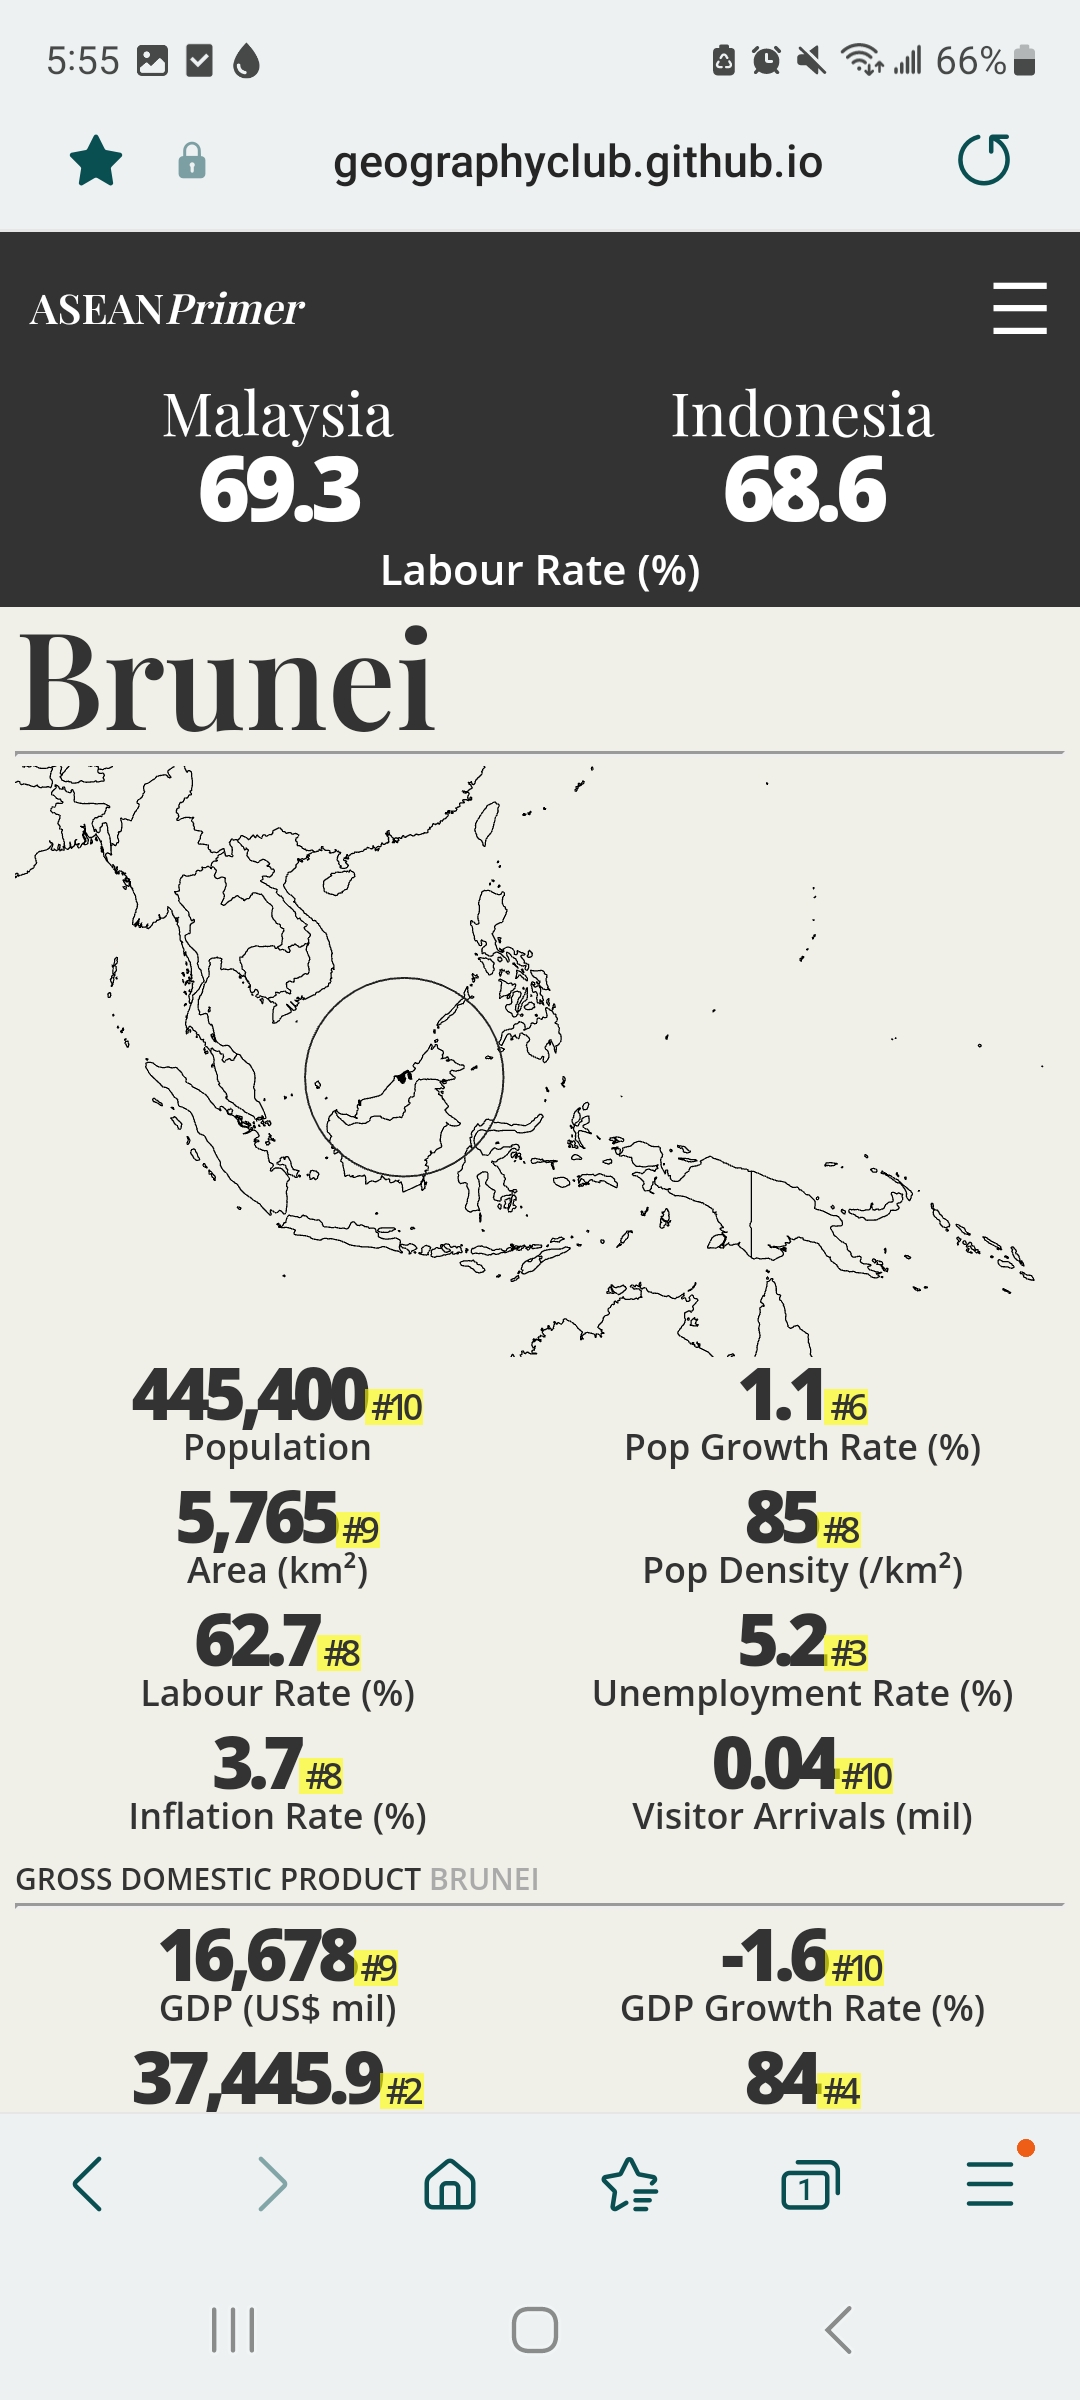 5:55 66%
geographyclub.github.io
ASEANPrimer
Malaysia Indonesia
69.3 68.6
Labour Rate (%)
Brunei
445,400 #10 1.1 #6
Population Pop Growth Rate (%)
5,765 #9 85 #8
Area (km²) Pop Density (/km²)
62.7 #8 5.2 #3
Labour Rate (%) Unemployment Rate (%)
3.7 #8 0.04 #10
Inflation Rate (%) Visitor Arrivals (mil)
GROSS DOMESTIC PRODUCT BRUNEI
16,678 #9 -1.6 #10
GDP (US$ mil) GDP Growth Rate (%)
37,445.9 #2 84 #4
1